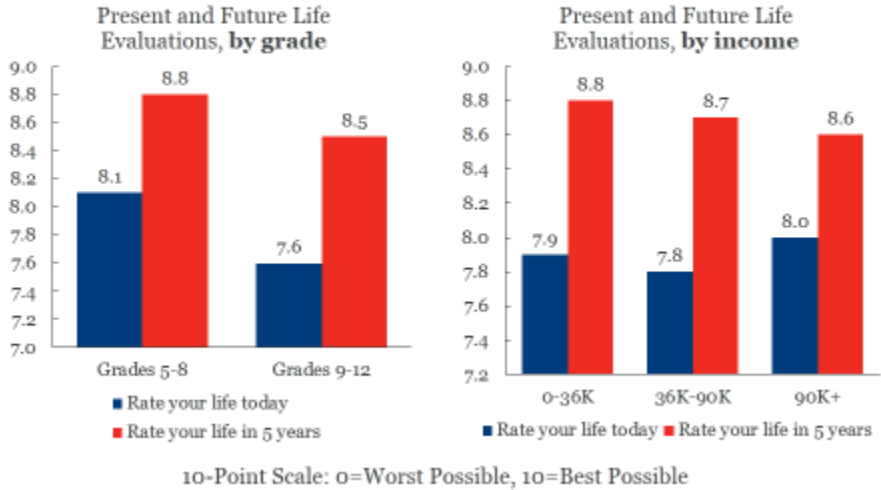 Present and Future Life
Evaluations, by grade
9.0
8.8
8.6
8.4
8.2
8.0
7.8
7.6
7.4
7.2
7.0
8.1
8.8
7.6
8.5
Grades 5-8
Grades 9-12
Rate your life today
Rate your life in 5 years
Present and Future Life
Evaluations, by income
9.0
8.8
8.6
8.4
8.2
8.0
7.8
7.6
7.4
7.2
7.9
8.8
7.8
8.7
8.0
8.6
0-36K
36K-90K
90K+
Rate your life today Rate your life in 5 years
10-Point Scale: 0=Worst Possible, 10=Best Possible